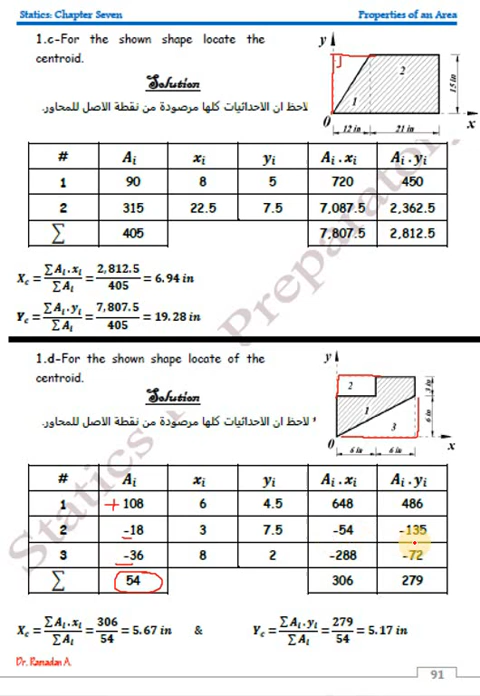 Statics: Chapter Seven
Properties of an Area
1.c-For the shown shape locate the
centroid.
Solution
لاحظ ان الاحداثيات كلها مرصودة من نقطة الاصل للمحاور.
y
J
2
1
15 in
0
x
12 in 21 in
# Aᵢ xᵢ yᵢ Aᵢ . xᵢ Aᵢ . yᵢ
1 90 8 5 720 450
2 315 22.5 7.5 7,087.5 2,362.5
∑ 405 7,807.5 2,812.5
X꜀ = ∑Aᵢ.xᵢ / ∑Aᵢ = 2,812.5 / 405 = 6.94 in
Y꜀ = ∑Aᵢ.yᵢ / ∑Aᵢ = 7,807.5 / 405 = 19.28 in
1.d-For the shown shape locate of the
centroid.
Solution
لاحظ ان الاحداثيات كلها مرصودة من نقطة الاصل للمحاور.
y
2
3 in
1
6 in
3
0
x
6 in 6 in
# Aᵢ xᵢ yᵢ Aᵢ . xᵢ Aᵢ . yᵢ
1 +108 6 4.5 648 486
2 -18 3 7.5 -54 -135
3 -36 8 2 -288 -72
∑ 54 306 279
X꜀ = ∑Aᵢ.xᵢ / ∑Aᵢ = 306 / 54 = 5.67 in & Y꜀ = ∑Aᵢ.yᵢ / ∑Aᵢ = 279 / 54 = 5.17 in
Dr. Ramadan A.
91